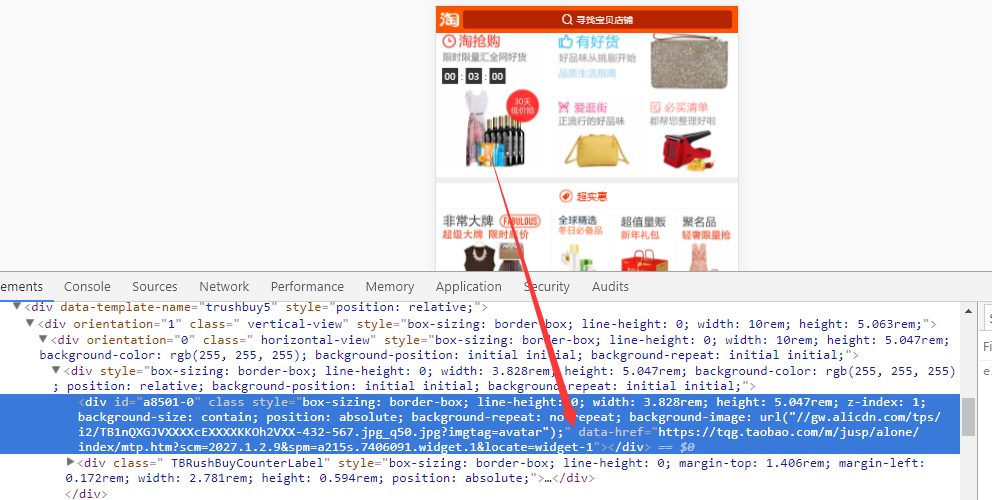 淘 寻找宝贝店铺
淘抢购
限时限量汇全网好货
00 : 03 : 00
30天
低价抢
有好货
好品味从挑剔开始
品质生活指南
爱逛街
正流行的好品味
必买清单
都帮您整理好啦
超实惠
非常大牌 FABULOUS
超级大牌 限时底价
全球精选
冬日必备品
超值量贩
新年礼包
聚名品
轻奢限量抢
ements Console Sources Network Performance Memory Application Security Audits
▼<div data-template-name="trushbuy5" style="position: relative;">
▼<div orientation="1" class=" vertical-view" style="box-sizing: border-box; line-height: 0; width: 10rem; height: 5.063rem;">
▼<div orientation="0" class=" horizontal-view" style="box-sizing: border-box; line-height: 0; width: 10rem; height: 5.047rem;
background-color: rgb(255, 255, 255); background-position: initial initial; background-repeat: initial initial;">
▼<div style="box-sizing: border-box; line-height: 0; width: 3.828rem; height: 5.047rem; background-color: rgb(255, 255, 255)
; position: relative; background-position: initial initial; background-repeat: initial initial;">
<div id="a8501-0" class style="box-sizing: border-box; line-height: 0; width: 3.828rem; height: 5.047rem; z-index: 1;
background-size: contain; position: absolute; background-repeat: no-repeat; background-image: url("//gw.alicdn.com/tps/
i2/TB1nQXGJVXXXXcEXXXXKKOh2VXX-432-567.jpg_q50.jpg?imgtag=avatar");" data-href="https://tqg.taobao.com/m/jusp/alone/
index/mtp.htm?scm=2027.1.2.9&spm=a215s.7406091.widget.1&locate=widget-1"></div> == $0
▶<div class=" TBRushBuyCounterLabel" style="box-sizing: border-box; line-height: 0; margin-top: 1.406rem; margin-left:
0.172rem; width: 2.781rem; height: 0.594rem; position: absolute;">…</div>
</div>